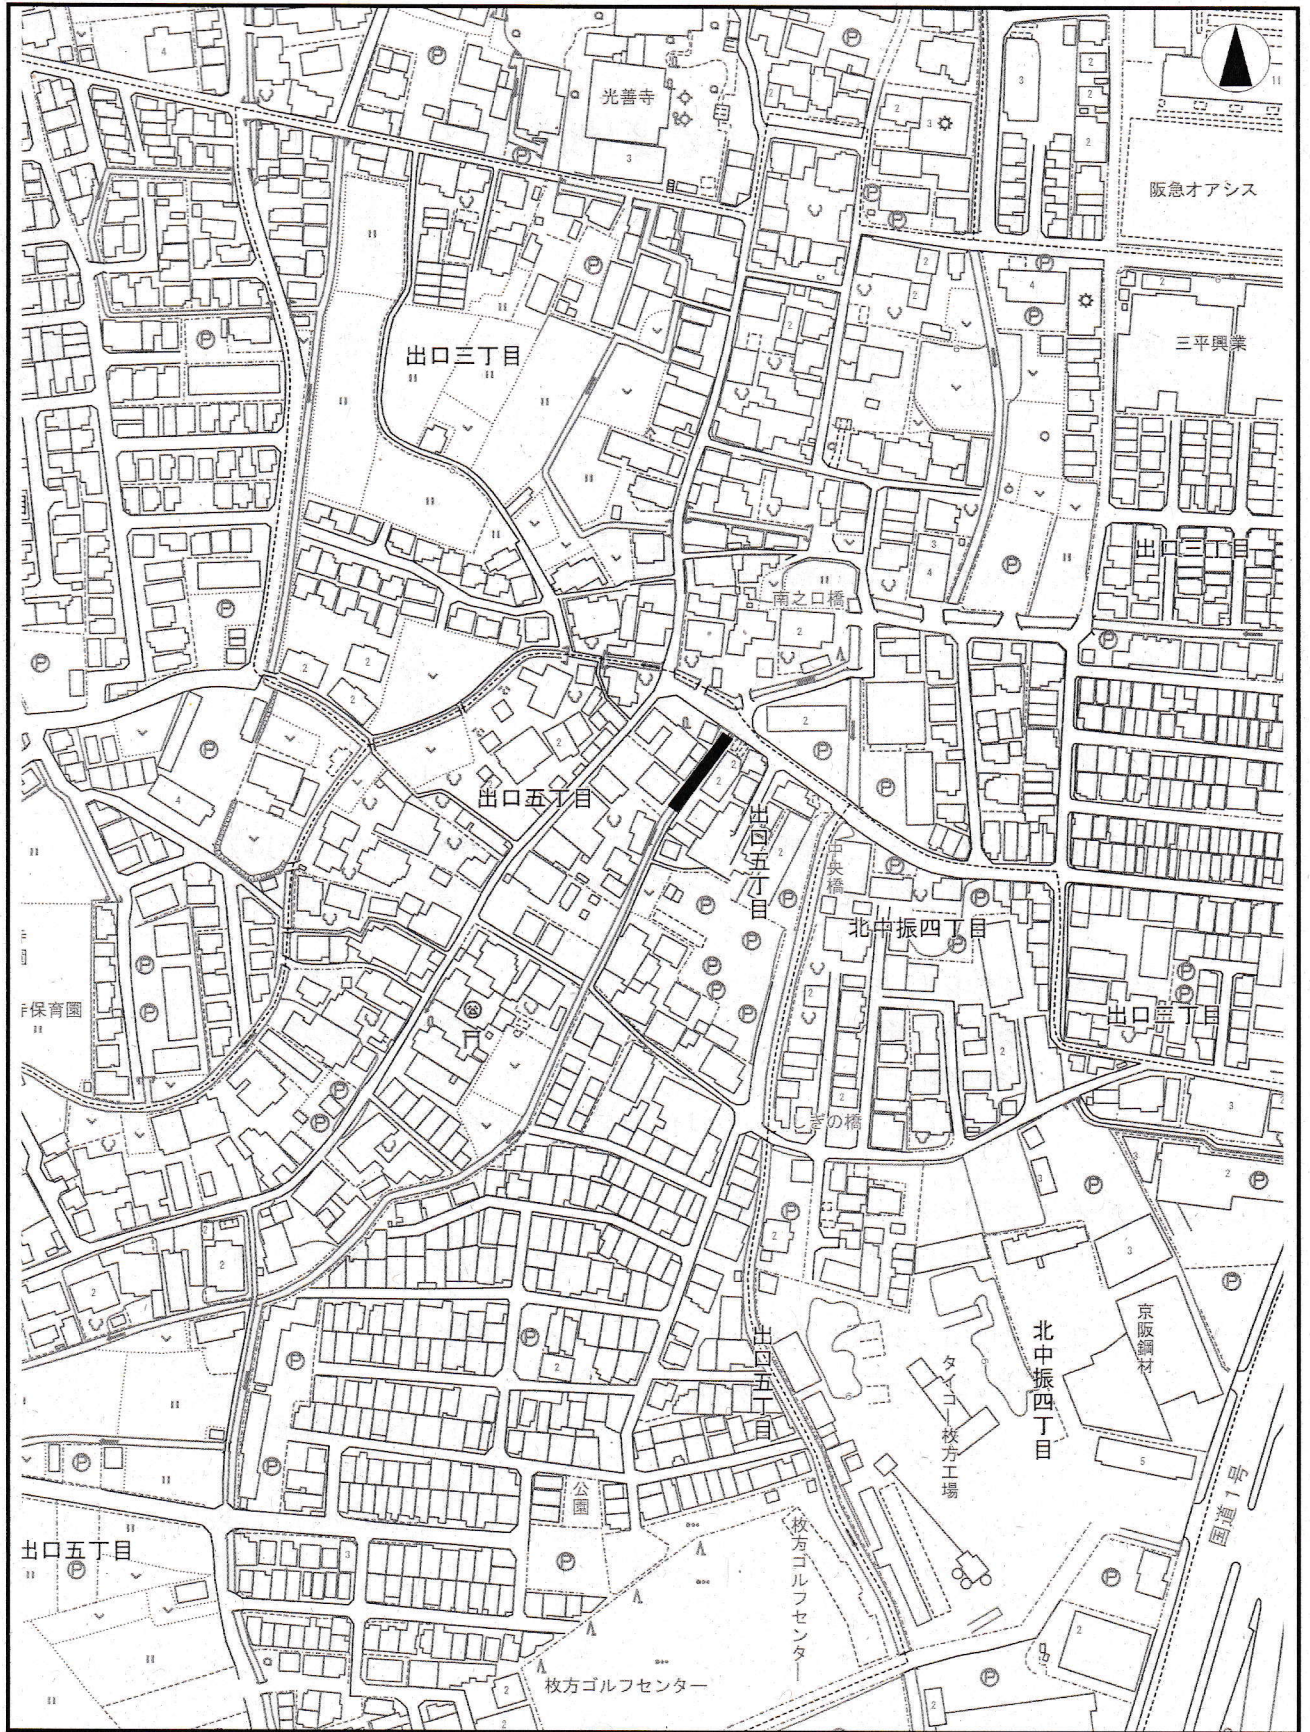 光善寺
阪急オアシス
三平興業
出口三丁目
出口二丁目
南之口橋
出口五丁目
出口五丁目
中央橋
北中振四丁目
寺保育園
出口三丁目
しぎの橋
出口五丁目
北中振四丁目
京阪鋼材
タイコー枚方工場
国道1号
公園
枚方ゴルフセンター
出口五丁目
枚方ゴルフセンター